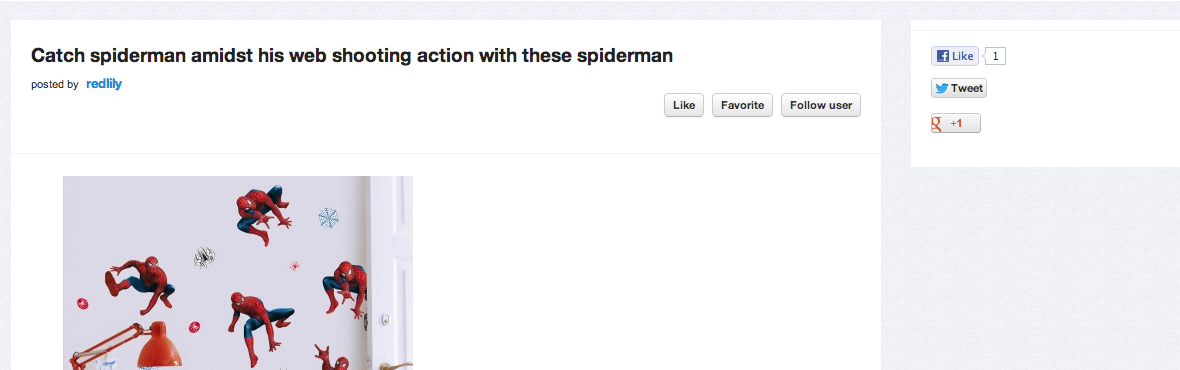 Catch spiderman amidst his web shooting action with these spiderman
posted by redlily
Like Favorite Follow user
Like 1
Tweet
+1